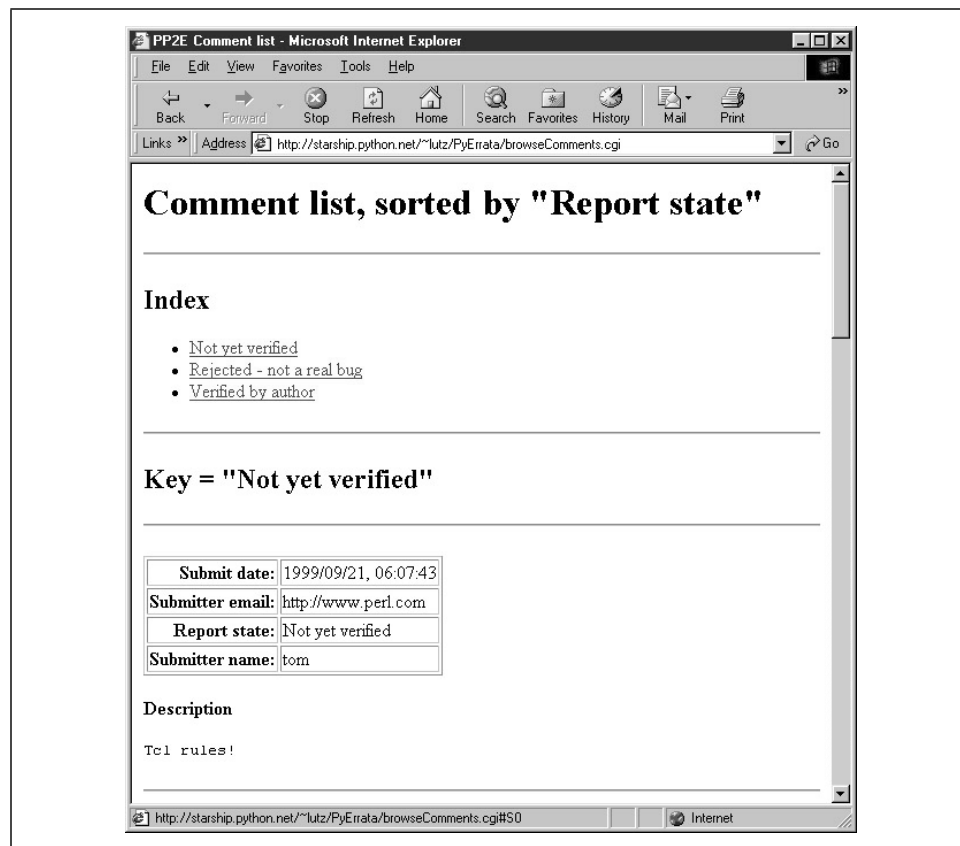 PP2E Comment list - Microsoft Internet Explorer
File Edit View Favorites Tools Help
Back Forward Stop Refresh Home Search Favorites History Mail Print »
Links » Address http://starship.python.net/~lutz/PyErrata/browseComments.cgi Go
Comment list, sorted by "Report state"
Index
• Not yet verified
• Rejected - not a real bug
• Verified by author
Key = "Not yet verified"
Submit date: 1999/09/21, 06:07:43
Submitter email: http://www.perl.com
Report state: Not yet verified
Submitter name: tom
Description
Tcl rules!
http://starship.python.net/~lutz/PyErrata/browseComments.cgi#S0 Internet